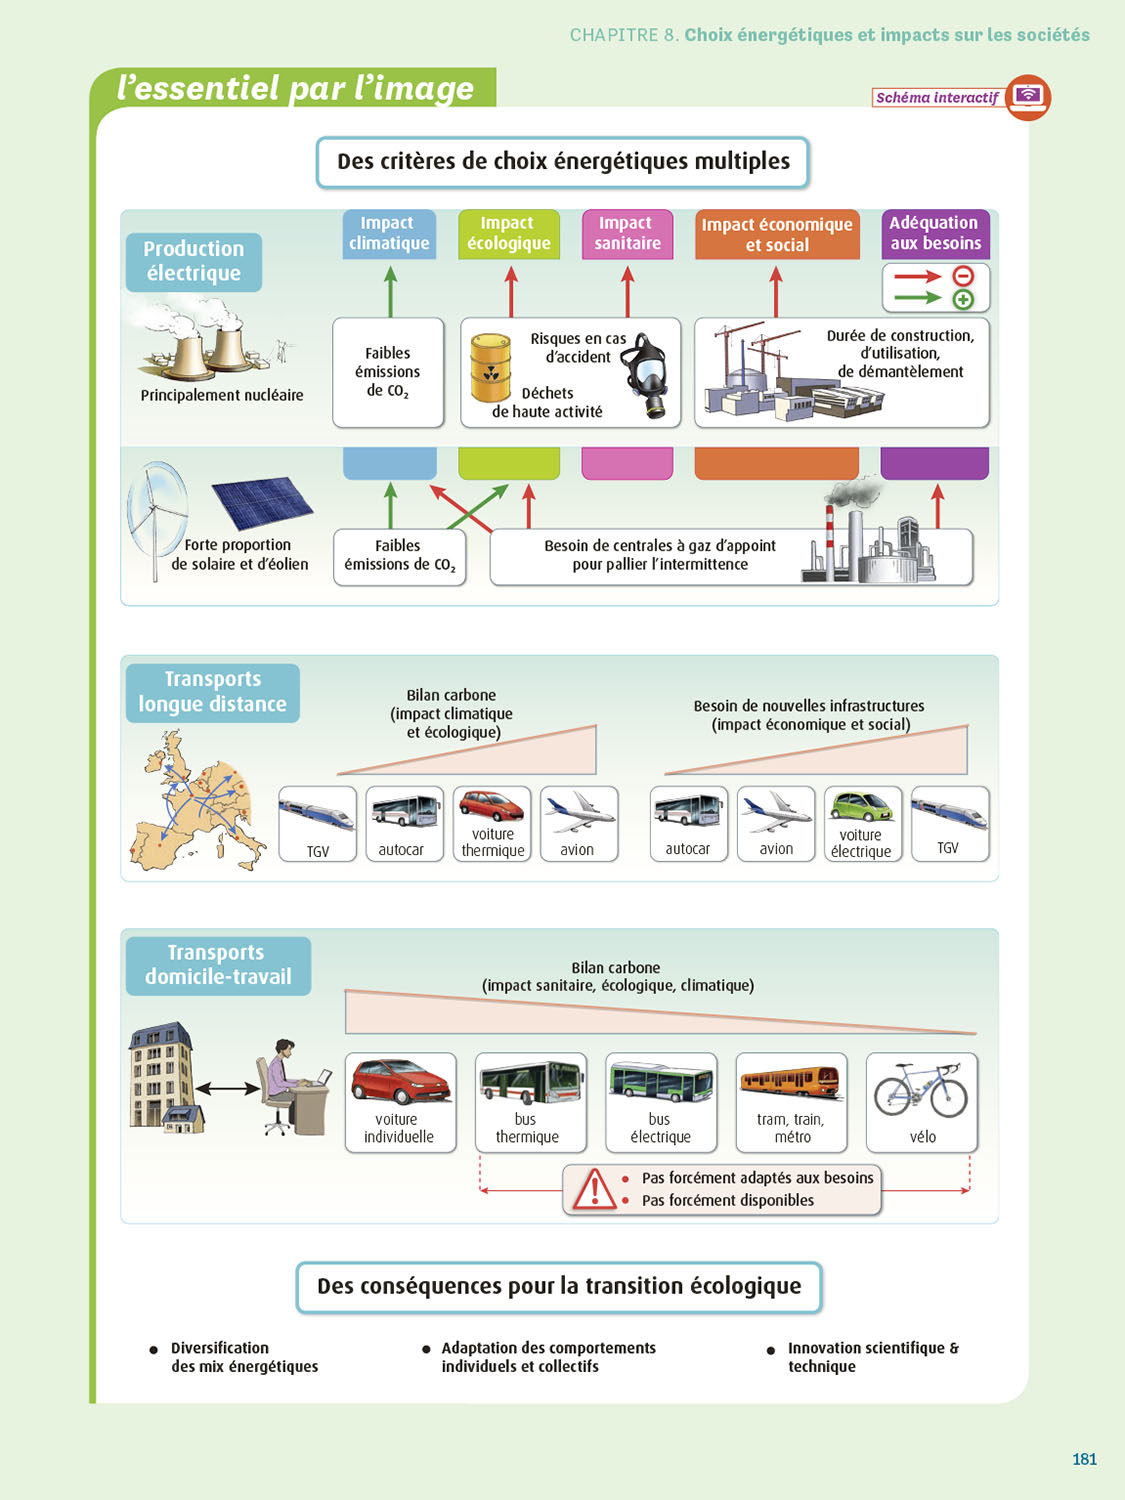 CHAPITRE 8. Choix énergétiques et impacts sur les sociétés
l'essentiel par l'image
Schéma interactif
Des critères de choix énergétiques multiples
Production
électrique
Impact
climatique
Impact
écologique
Impact
sanitaire
Impact économique
et social
Adéquation
aux besoins
Principalement nucléaire
Faibles
émissions
de CO₂
Risques en cas
d'accident
Déchets
de haute activité
Durée de construction,
d'utilisation,
de démantèlement
Forte proportion
de solaire et d'éolien
Faibles
émissions de CO₂
Besoin de centrales à gaz d'appoint
pour pallier l'intermittence
Transports
longue distance
Bilan carbone
(impact climatique
et écologique)
Besoin de nouvelles infrastructures
(impact économique et social)
TGV
autocar
voiture
thermique
avion
autocar
avion
voiture
électrique
TGV
Transports
domicile-travail
Bilan carbone
(impact sanitaire, écologique, climatique)
voiture
individuelle
bus
thermique
bus
électrique
tram, train,
métro
vélo
• Pas forcément adaptés aux besoins
• Pas forcément disponibles
Des conséquences pour la transition écologique
• Diversification
des mix énergétiques
• Adaptation des comportements
individuels et collectifs
• Innovation scientifique &
technique
181